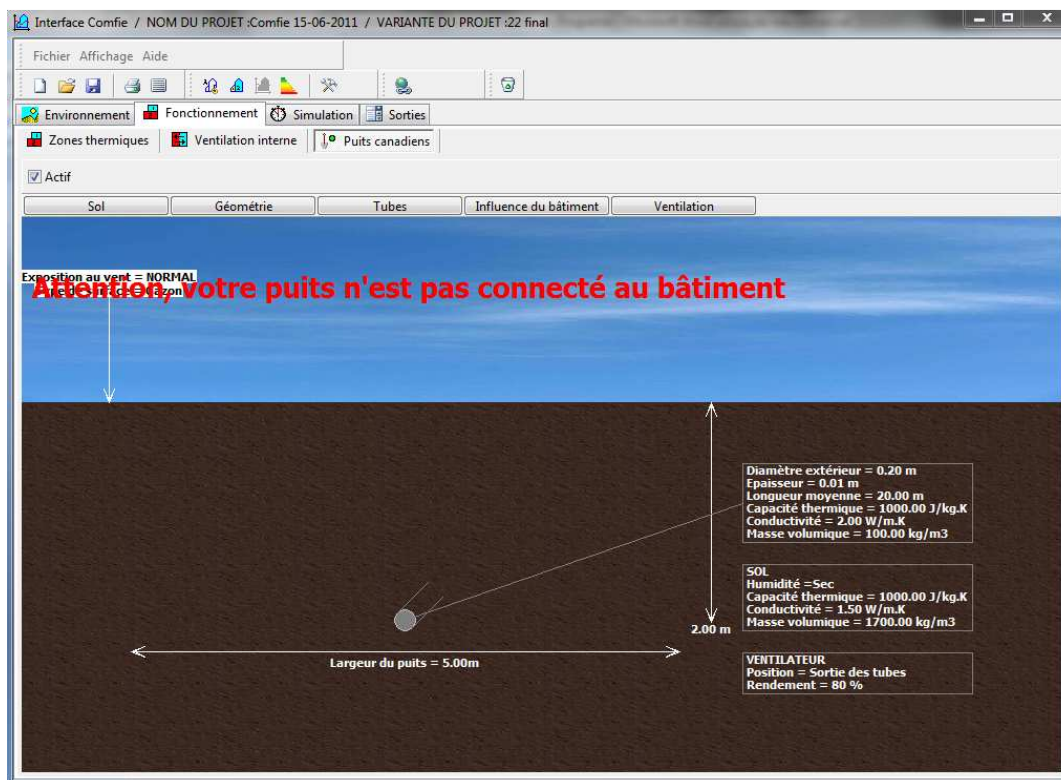 Interface Comfie / NOM DU PROJET :Comfie 15-06-2011 / VARIANTE DU PROJET :22 final
Fichier Affichage Aide
Environnement Fonctionnement Simulation Sorties
Zones thermiques Ventilation interne Puits canadiens
Actif
Sol Géométrie Tubes Influence du bâtiment Ventilation
Exposition au vent = NORMAL
Attention, votre puits n'est pas connecté au bâtiment
Diamètre extérieur = 0.20 m
Epaisseur = 0.01 m
Longueur moyenne = 20.00 m
Capacité thermique = 1000.00 J/kg.K
Conductivité = 2.00 W/m.K
Masse volumique = 100.00 kg/m3
SOL
Humidité =Sec
Capacité thermique = 1000.00 J/kg.K
Conductivité = 1.50 W/m.K
Masse volumique = 1700.00 kg/m3
2.00 m
Largeur du puits = 5.00m
VENTILATEUR
Position = Sortie des tubes
Rendement = 80 %